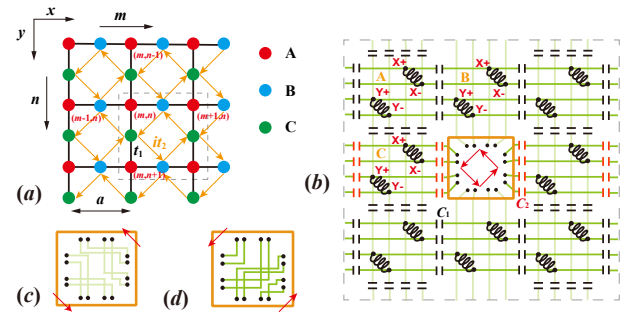 x
m
y
(m,n-1)
A
B
C
n
(m-1,n)
(m,n)
(m+1,n)
t₁
it₂
(m,n+1)
(a)
a
(c)
(d)
X+
X+
A
B
Y+
X-
Y+
X-
Y-
Y-
X+
C
Y+
X-
Y-
C₁
C₂
(b)